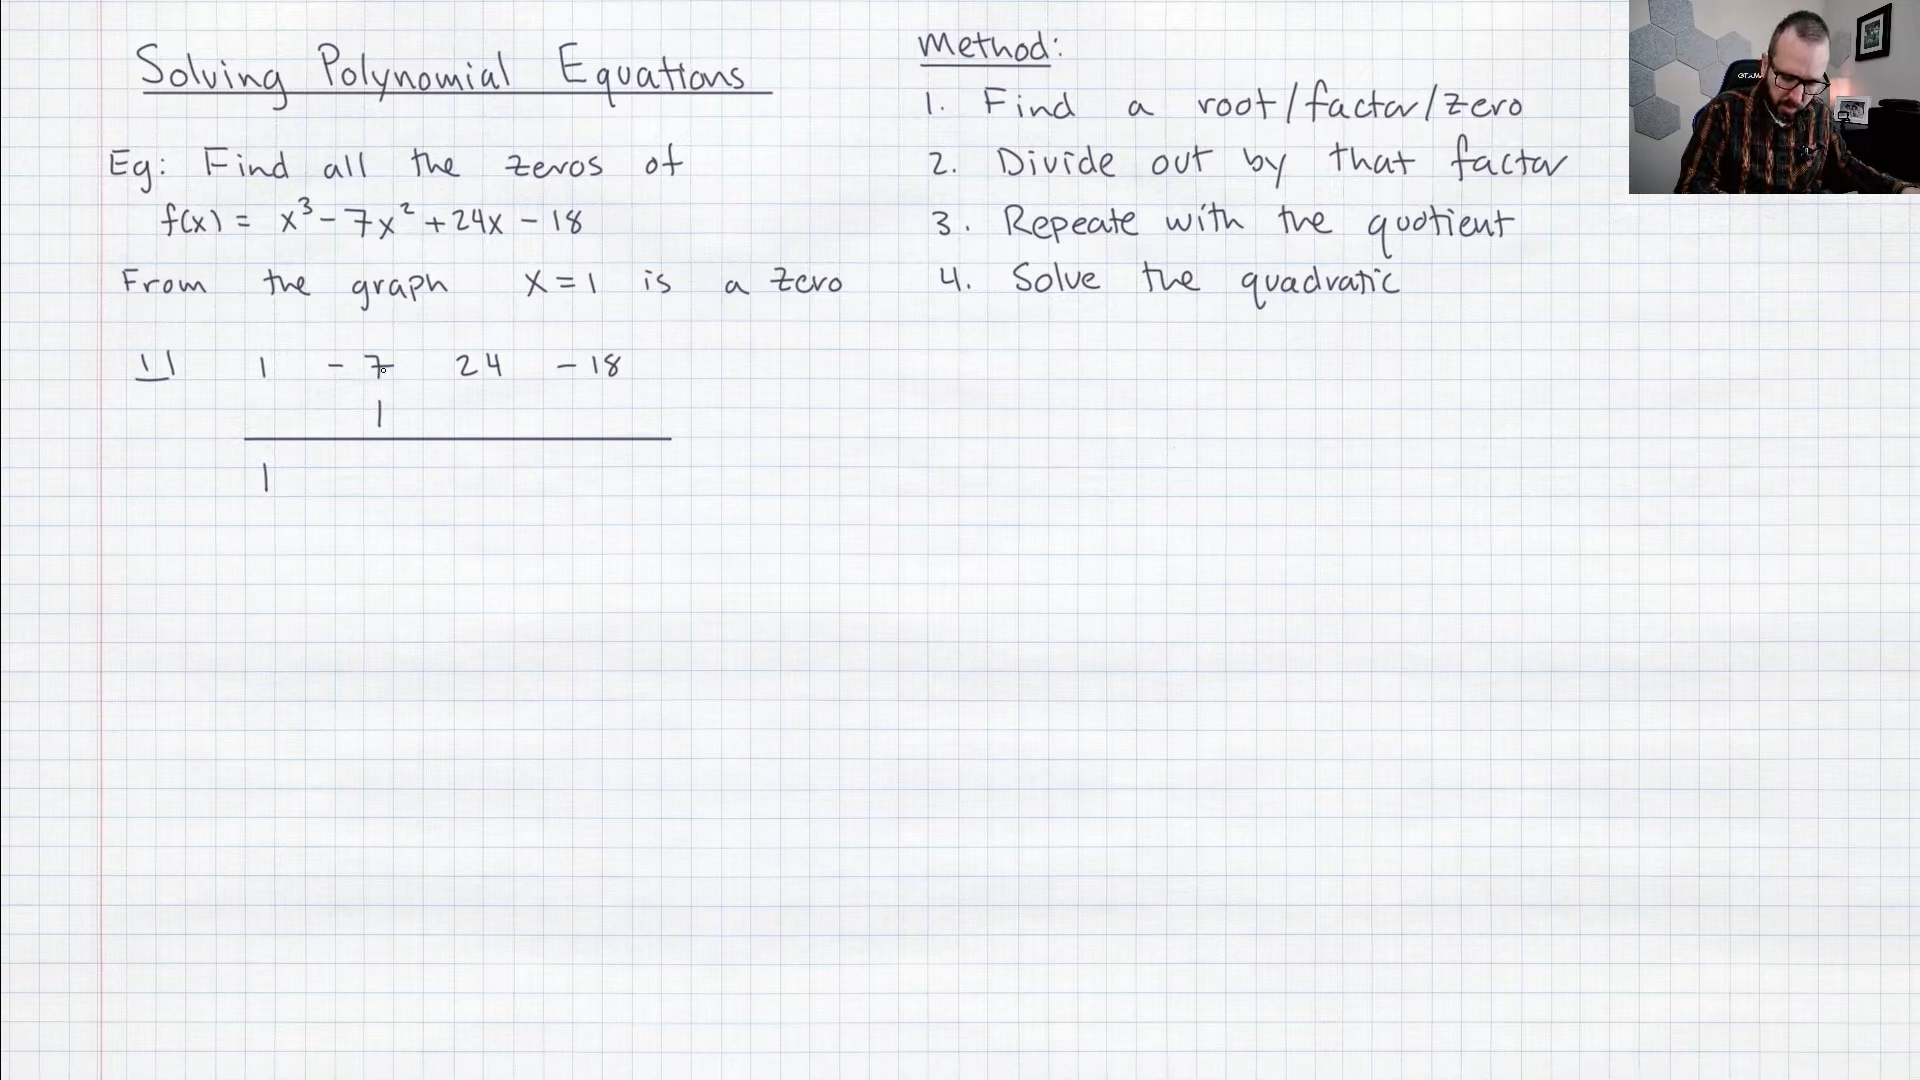 Solving Polynomial Equations
Eg: Find all the zeros of
f(x) = x³ - 7x² + 24x - 18
From the graph x = 1 is a zero
1| 1 - 7 24 - 18
1
1
Method:
1. Find a root/factor/zero
2. Divide out by that factor
3. Repeate with the quotient
4. Solve the quadratic